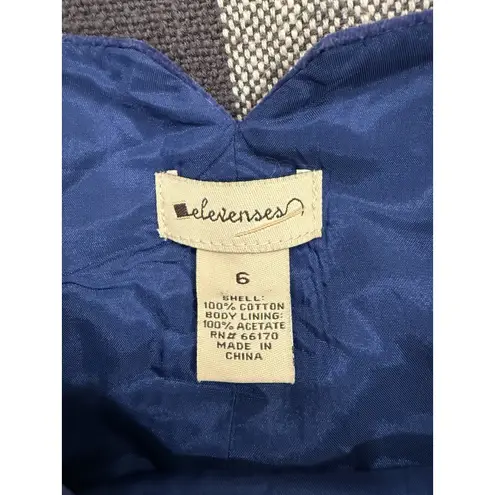 elevenses
6
SHELL:
100% COTTON
BODY LINING:
100% ACETATE
RN# 66170
MADE IN
CHINA